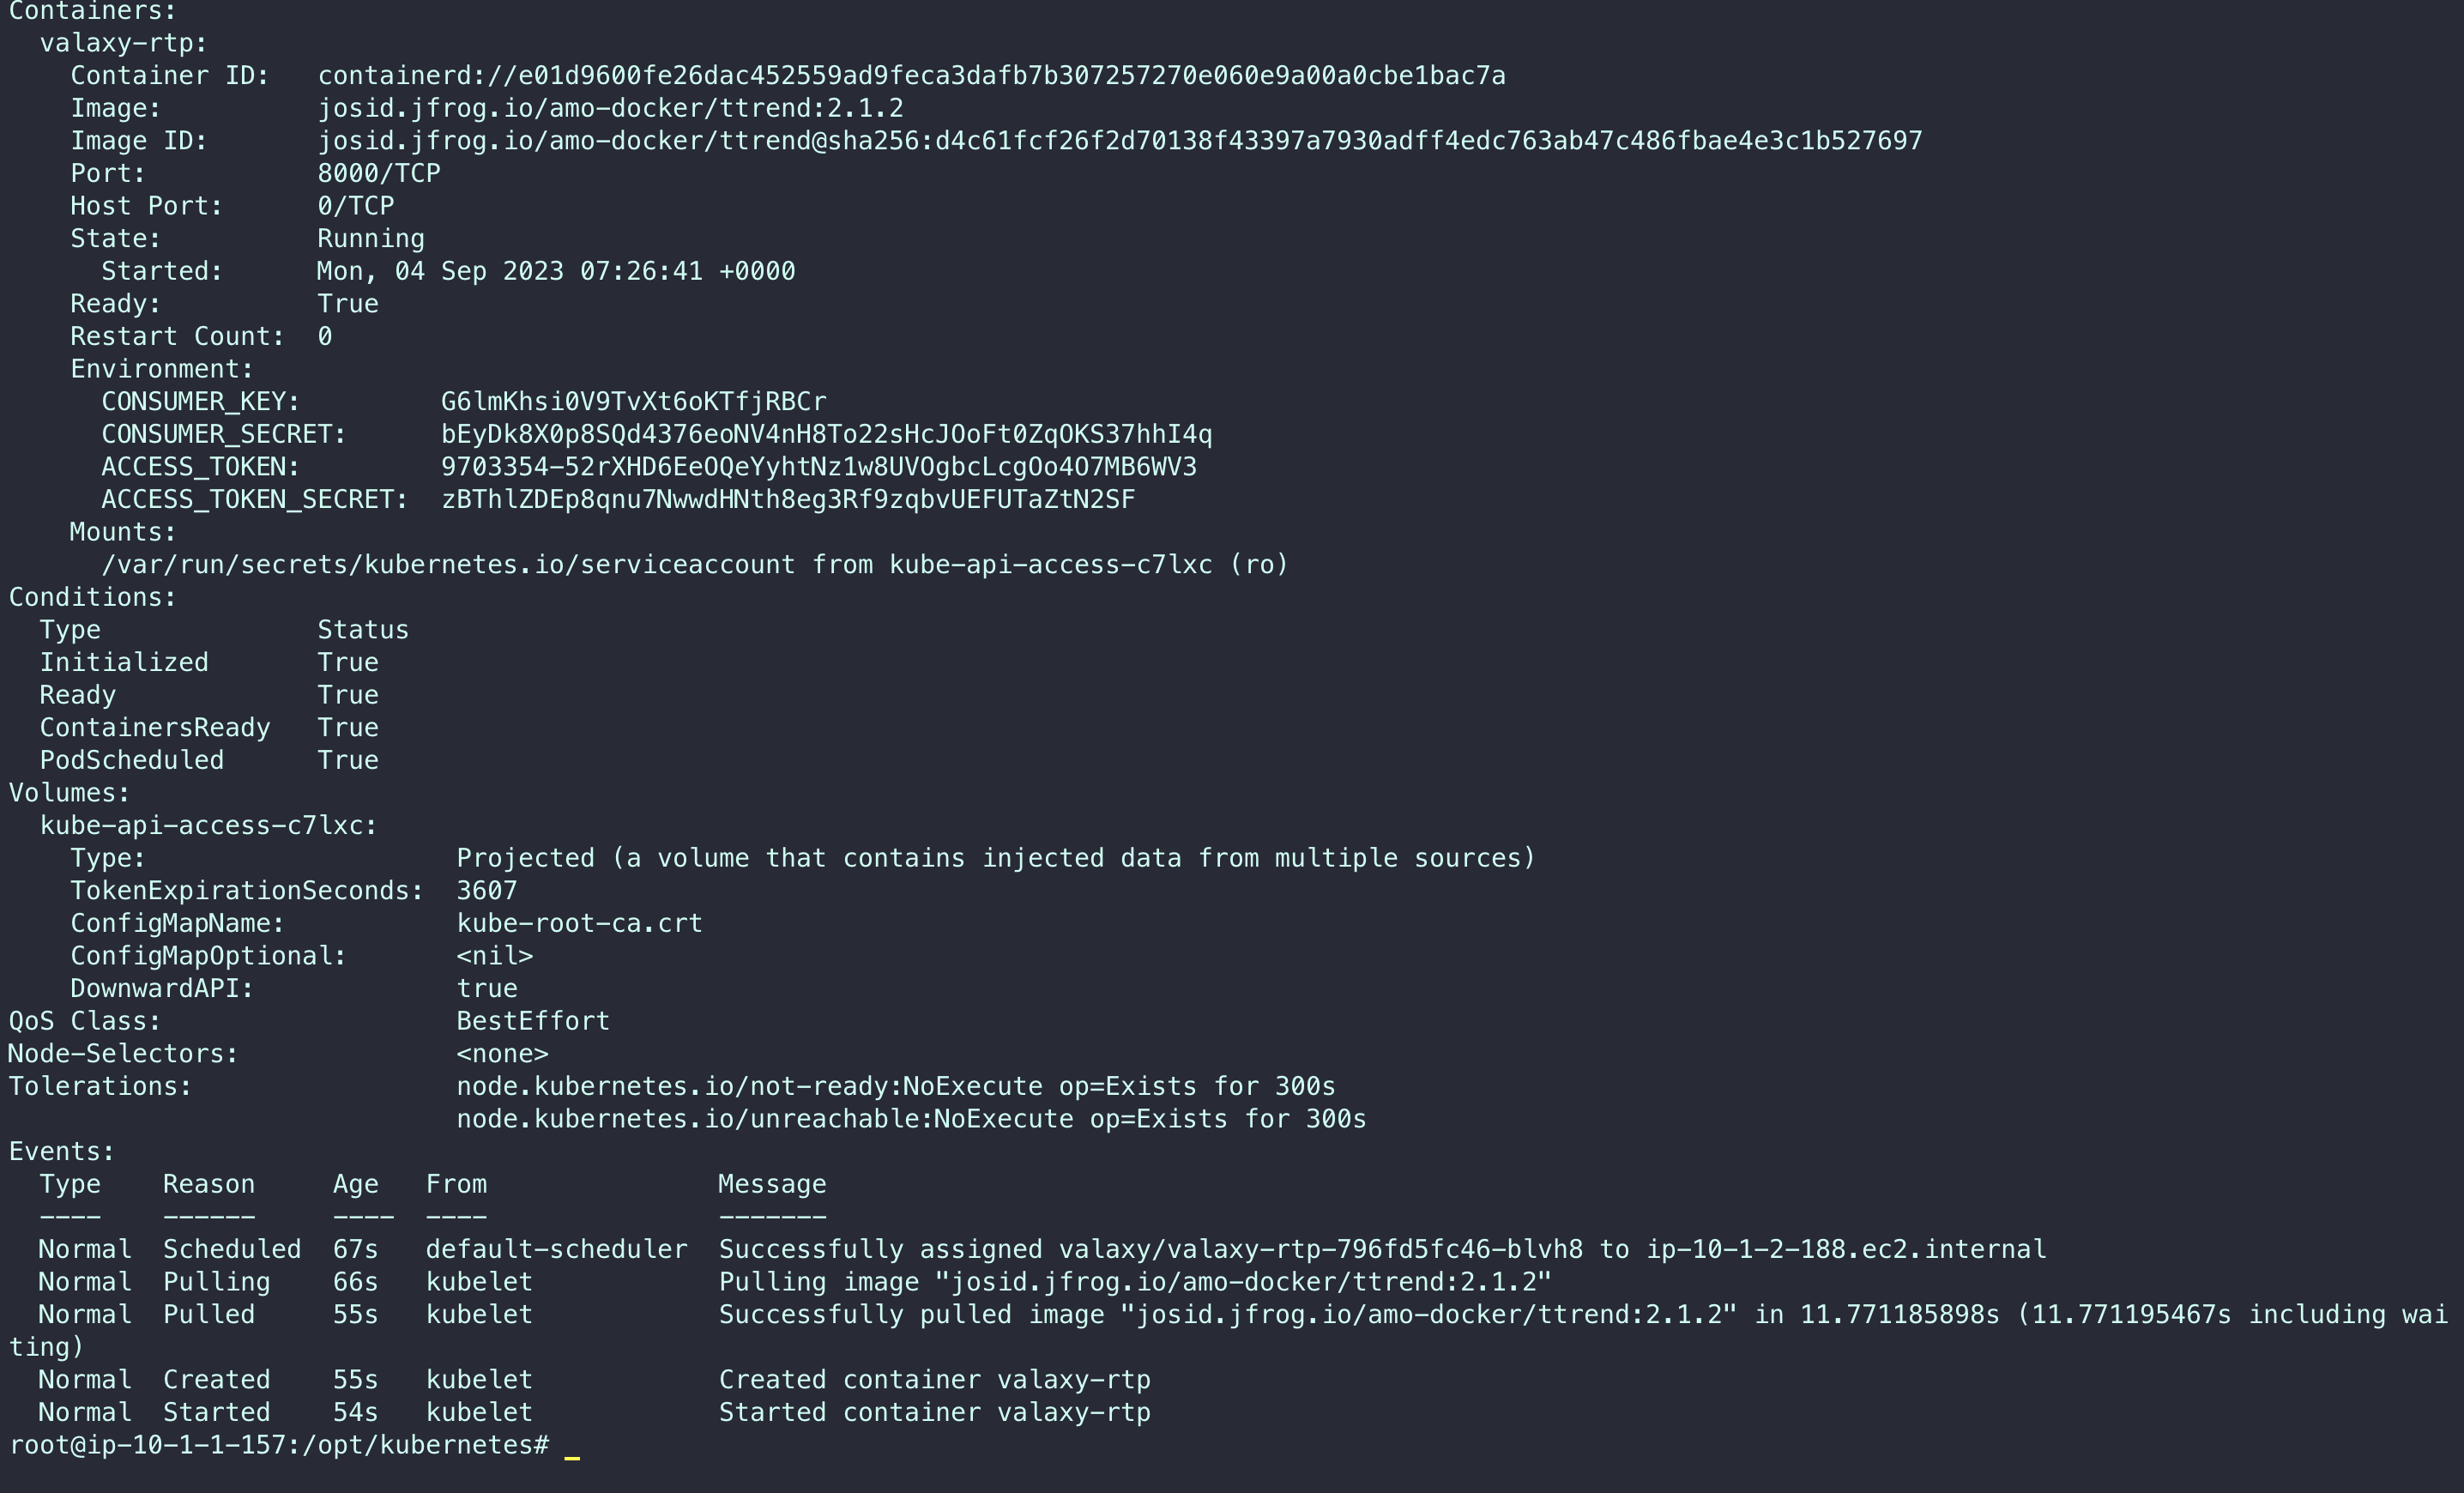 Containers:
  valaxy-rtp:
    Container ID:   containerd://e01d9600fe26dac452559ad9feca3dafb7b307257270e060e9a00a0cbe1bac7a
    Image:          josid.jfrog.io/amo-docker/ttrend:2.1.2
    Image ID:       josid.jfrog.io/amo-docker/ttrend@sha256:d4c61fcf26f2d70138f43397a7930adff4edc763ab47c486fbae4e3c1b527697
    Port:           8000/TCP
    Host Port:      0/TCP
    State:          Running
      Started:      Mon, 04 Sep 2023 07:26:41 +0000
    Ready:          True
    Restart Count:  0
    Environment:
      CONSUMER_KEY:         G6lmKhsi0V9TvXt6oKTfjRBCr
      CONSUMER_SECRET:      bEyDk8X0p8SQd4376eoNV4nH8To22sHcJOoFt0ZqOKS37hhI4q
      ACCESS_TOKEN:         9703354-52rXHD6EeOQeYyhtNz1w8UVOgbcLcgOo4O7MB6WV3
      ACCESS_TOKEN_SECRET:  zBThlZDEp8qnu7NwwdHNth8eg3Rf9zqbvUEFUTaZtN2SF
    Mounts:
      /var/run/secrets/kubernetes.io/serviceaccount from kube-api-access-c7lxc (ro)
Conditions:
  Type              Status
  Initialized       True
  Ready             True
  ContainersReady   True
  PodScheduled      True
Volumes:
  kube-api-access-c7lxc:
    Type:                    Projected (a volume that contains injected data from multiple sources)
    TokenExpirationSeconds:  3607
    ConfigMapName:           kube-root-ca.crt
    ConfigMapOptional:       <nil>
    DownwardAPI:             true
QoS Class:                   BestEffort
Node-Selectors:              <none>
Tolerations:                 node.kubernetes.io/not-ready:NoExecute op=Exists for 300s
                             node.kubernetes.io/unreachable:NoExecute op=Exists for 300s
Events:
  Type    Reason     Age   From               Message
  ----    ------     ----  ----               -------
  Normal  Scheduled  67s   default-scheduler  Successfully assigned valaxy/valaxy-rtp-796fd5fc46-blvh8 to ip-10-1-2-188.ec2.internal
  Normal  Pulling    66s   kubelet            Pulling image "josid.jfrog.io/amo-docker/ttrend:2.1.2"
  Normal  Pulled     55s   kubelet            Successfully pulled image "josid.jfrog.io/amo-docker/ttrend:2.1.2" in 11.771185898s (11.771195467s including wai
ting)
  Normal  Created    55s   kubelet            Created container valaxy-rtp
  Normal  Started    54s   kubelet            Started container valaxy-rtp
root@ip-10-1-1-157:/opt/kubernetes# _